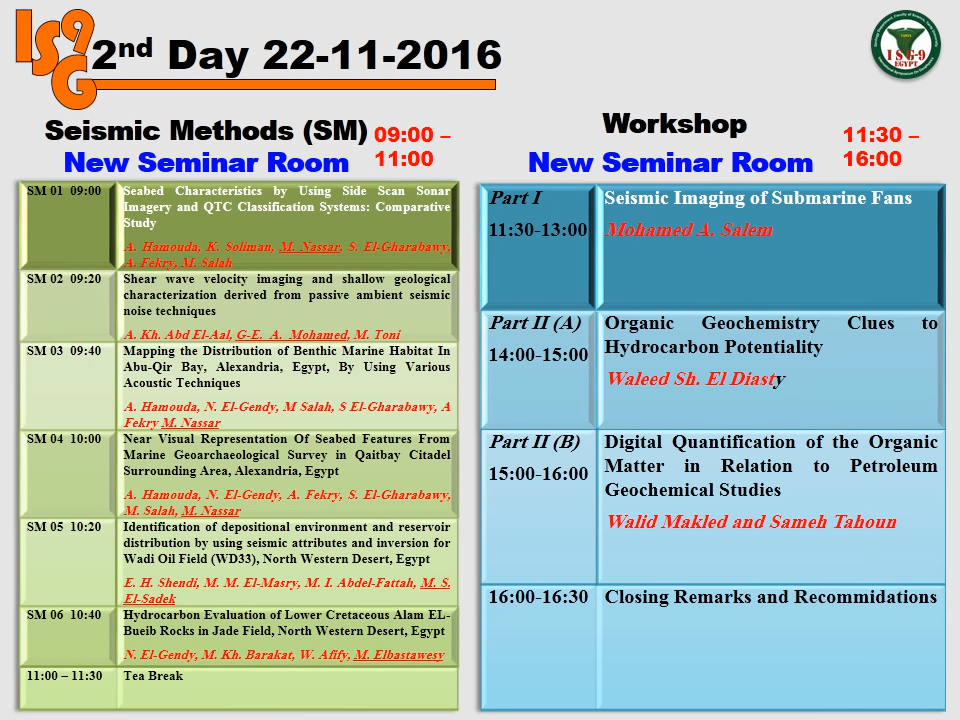 IS9G
2nd Day 22-11-2016
I S G-9
EGYPT
Seismic Methods (SM)
09:00 –
11:00
New Seminar Room
SM 01 09:00
Seabed Characteristics by Using Side Scan Sonar
Imagery and QTC Classification Systems: Comparative
Study
A. Hamouda, K. Soliman, M. Nassar, S. El-Gharabawy,
A. Fekry, M. Salah
SM 02 09:20
Shear wave velocity imaging and shallow geological
characterization derived from passive ambient seismic
noise techniques
A. Kh. Abd El-Aal, G-E. A. Mohamed, M. Toni
SM 03 09:40
Mapping the Distribution of Benthic Marine Habitat In
Abu-Qir Bay, Alexandria, Egypt, By Using Various
Acoustic Techniques
A. Hamouda, N. El-Gendy, M Salah, S El-Gharabawy, A
Fekry M. Nassar
SM 04 10:00
Near Visual Representation Of Seabed Features From
Marine Geoarchaeological Survey in Qaitbay Citadel
Surrounding Area, Alexandria, Egypt
A. Hamouda, N. El-Gendy, A. Fekry, S. El-Gharabawy,
M. Salah, M. Nassar
SM 05 10:20
Identification of depositional environment and reservoir
distribution by using seismic attributes and inversion for
Wadi Oil Field (WD33), North Western Desert, Egypt
E. H. Shendi, M. M. El-Masry, M. I. Abdel-Fattah, M. S.
El-Sadek
SM 06 10:40
Hydrocarbon Evaluation of Lower Cretaceous Alam EL-
Bueib Rocks in Jade Field, North Western Desert, Egypt
N. El-Gendy, M. Kh. Barakat, W. Afify, M. Elbastawesy
11:00 – 11:30
Tea Break
Workshop
11:30 –
16:00
New Seminar Room
Part I
11:30-13:00
Seismic Imaging of Submarine Fans
Mohamed A. Salem
Part II (A)
14:00-15:00
Organic Geochemistry Clues to
Hydrocarbon Potentiality
Waleed Sh. El Diasty
Part II (B)
15:00-16:00
Digital Quantification of the Organic
Matter in Relation to Petroleum
Geochemical Studies
Walid Makled and Sameh Tahoun
16:00-16:30
Closing Remarks and Recommidations